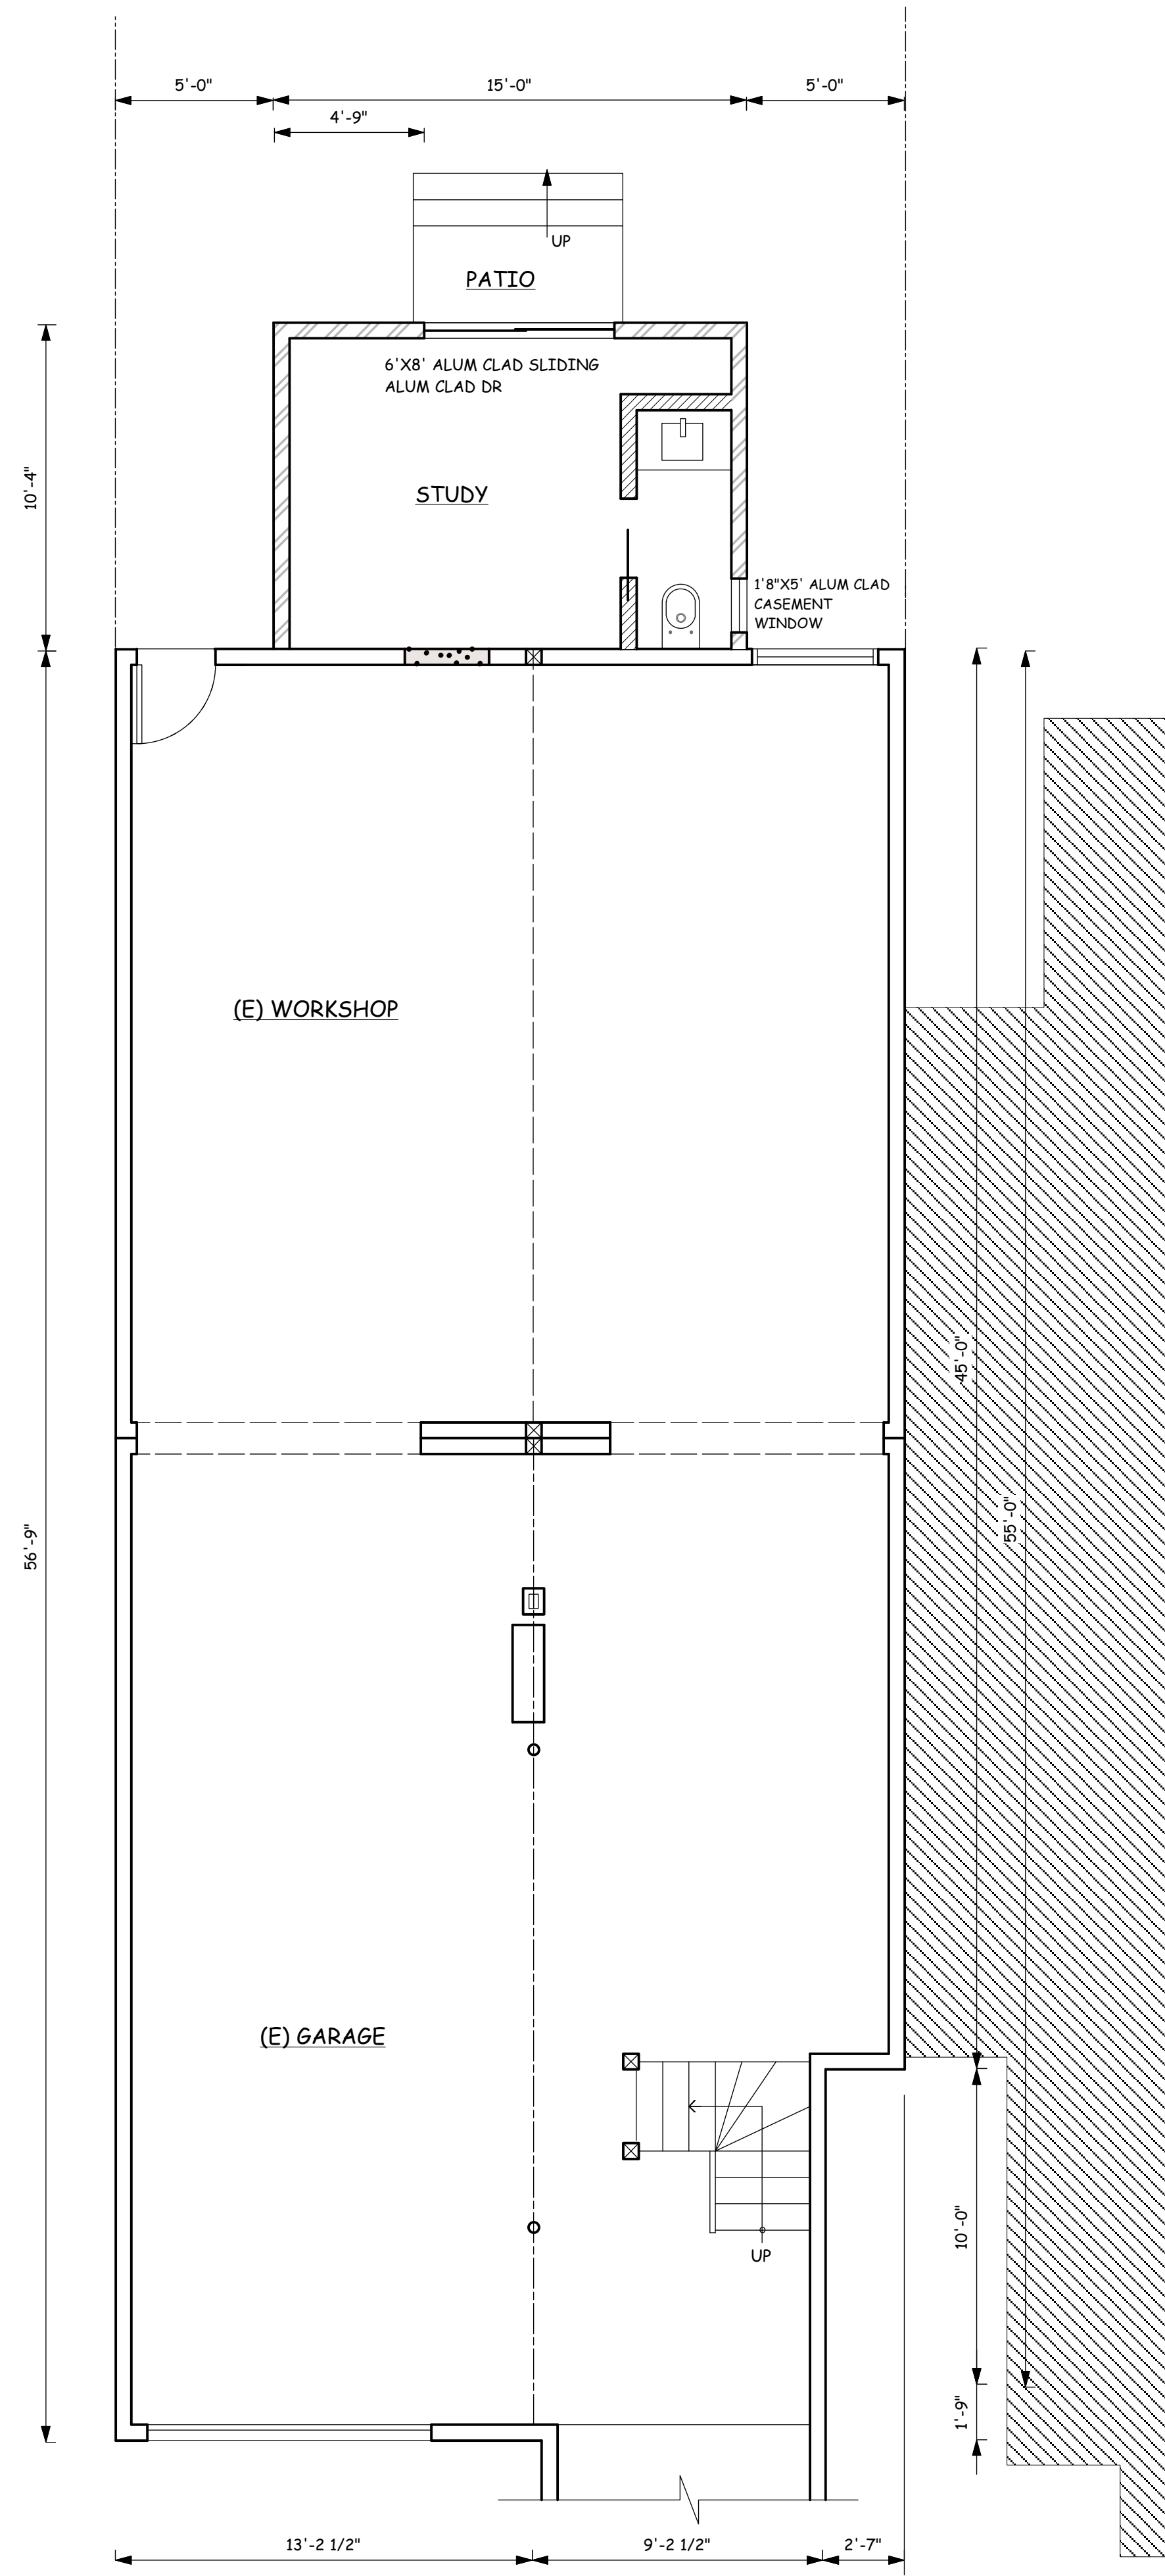 5'-0"
15'-0"
5'-0"
4'-9"
UP
PATIO
6'X8' ALUM CLAD SLIDING
ALUM CLAD DR
10'-4"
STUDY
1'8"X5' ALUM CLAD
CASEMENT
WINDOW
(E) WORKSHOP
45'-0"
55'-0"
56'-9"
(E) GARAGE
10'-0"
UP
1'-9"
13'-2 1/2"
9'-2 1/2"
2'-7"